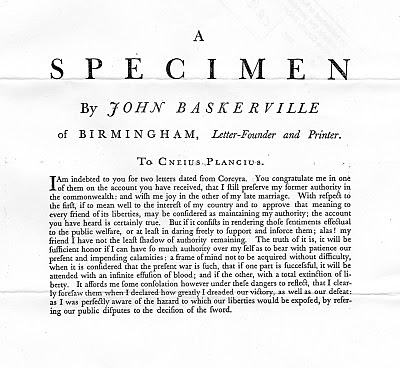 A
SPECIMEN
By JOHN BASKERVILLE
of BIRMINGHAM, Letter-Founder and Printer.
To Cneius Plancius.
I Am indebted to you for two letters dated from Corcyra. You congratulate me in one
of them on the account you have received, that I ſtill preſerve my former authority in
the commonwealth: and wiſh me joy in the other of my late marriage. With reſpect to
the firſt, if to mean well to the intereſt of my country and to approve that meaning to
every friend of its liberties, may be conſidered as maintaining my authority; the account
you have heard is certainly true. But if it conſiſts in rendering thoſe ſentiments effectual
to the public welfare, or at leaſt in daring freely to ſupport and inforce them; alas! my
friend I have not the leaſt ſhadow of authority remaining. The truth of it is, it will be
ſufficient honor if I can have ſo much authority over my ſelf as to bear with patience our
preſent and impending calamities: a frame of mind not to be acquired without difficulty,
when it is conſidered that the preſent war is ſuch, that if one part is ſucceſsful, it will be
attended with an infinite effuſion of blood; and if the other, with a total extinction of li-
berty. It affords me ſome conſolation however under theſe dangers to reflect, that I clear-
ly foreſaw them when I declared how greatly I dreaded our victory, as well as our defeat:
as I was perfectly aware of the hazard to which our liberties would be expoſed, by refer-
ing our public diſputes to the deciſion of the ſword.